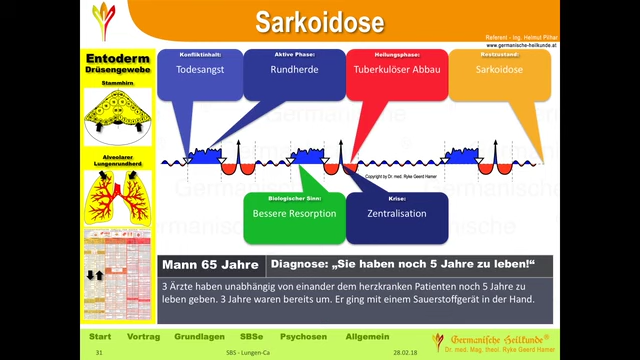 Sarkoidose
Referent - Ing. Helmut Pilhar
www.germanische-heilkunde.at
Entoderm
Drüsengewebe
Stammhirn
Alveolarer
Lungenrundherd
Konfliktinhalt:
Todesangst
Aktive Phase:
Rundherde
Heilungsphase:
Tuberkulöser Abbau
Restzustand:
Sarkoidose
Copyright by Dr. med. Ryke Geerd Hamer
Biologischer Sinn:
Bessere Resorption
Krise:
Zentralisation
Mann 65 Jahre
Diagnose: „Sie haben noch 5 Jahre zu leben!“
3 Ärzte haben unabhängig von einander dem herzkranken Patienten noch 5 Jahre zu
leben geben. 3 Jahre waren bereits um. Er ging mit einem Sauerstoffgerät in der Hand.
Start Vortrag Grundlagen SBSe Psychosen Allgemein
31 SBS - Lungen-Ca 28.02.18
Germanische Heilkunde®
Dr. med. Mag. theol. Ryke Geerd Hamer